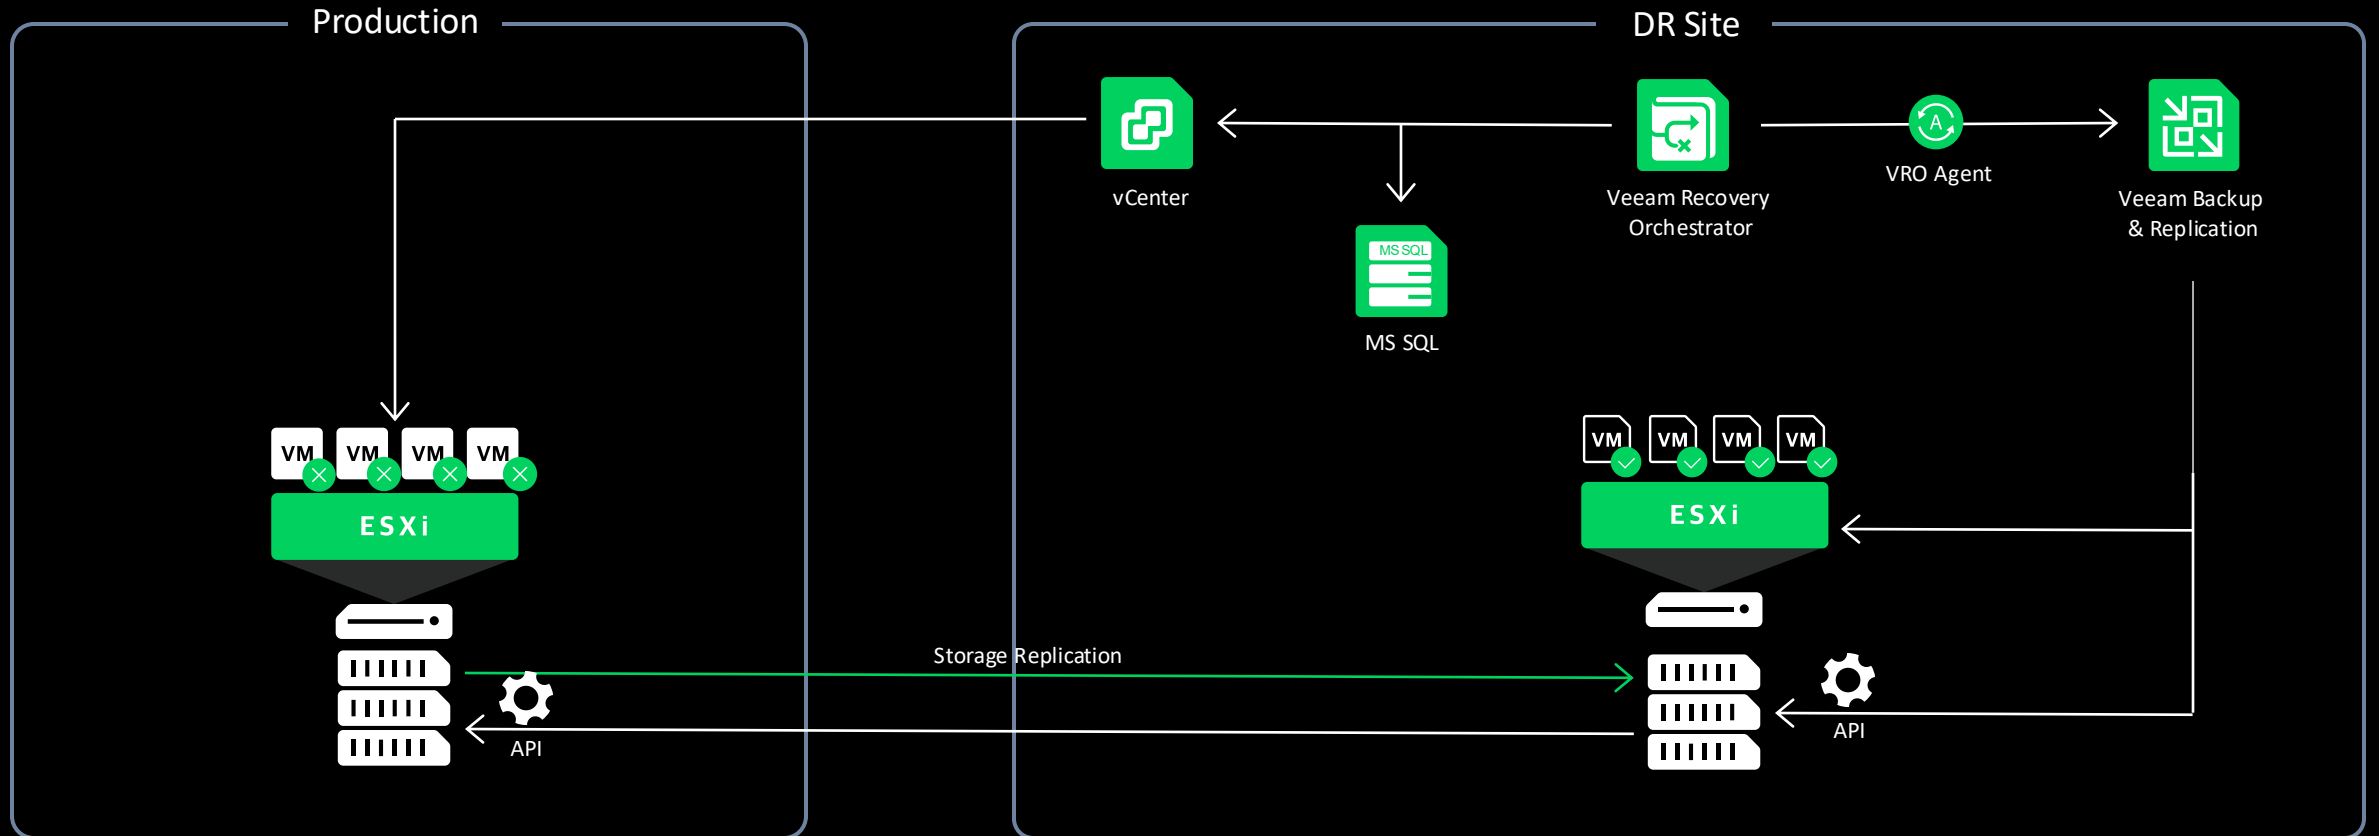 Production
DR Site
A
VRO Agent
vCenter
Veeam Recovery
Orchestrator
Veeam Backup
& Replication
MS SQL
MS SQL
VM VM VM VM
ESXi
VM VM VM VM
ESXi
Storage Replication
API
API